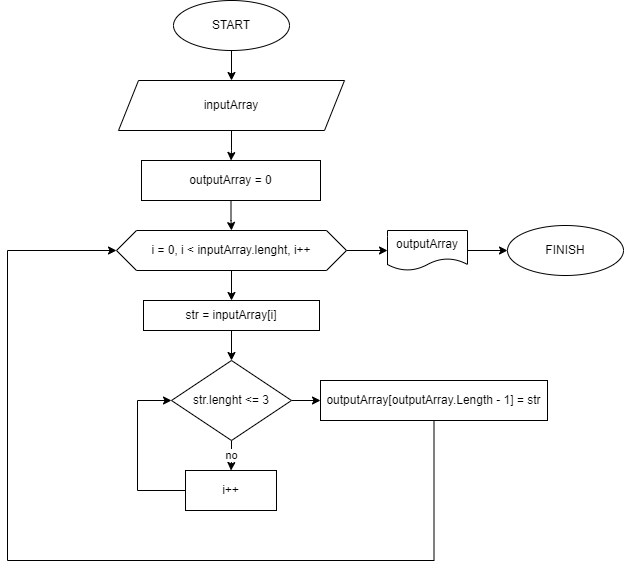 START
inputArray
outputArray = 0
i = 0, i < inputArray.lenght, i++
outputArray
FINISH
str = inputArray[i]
str.lenght <= 3
outputArray[outputArray.Length - 1] = str
no
i++